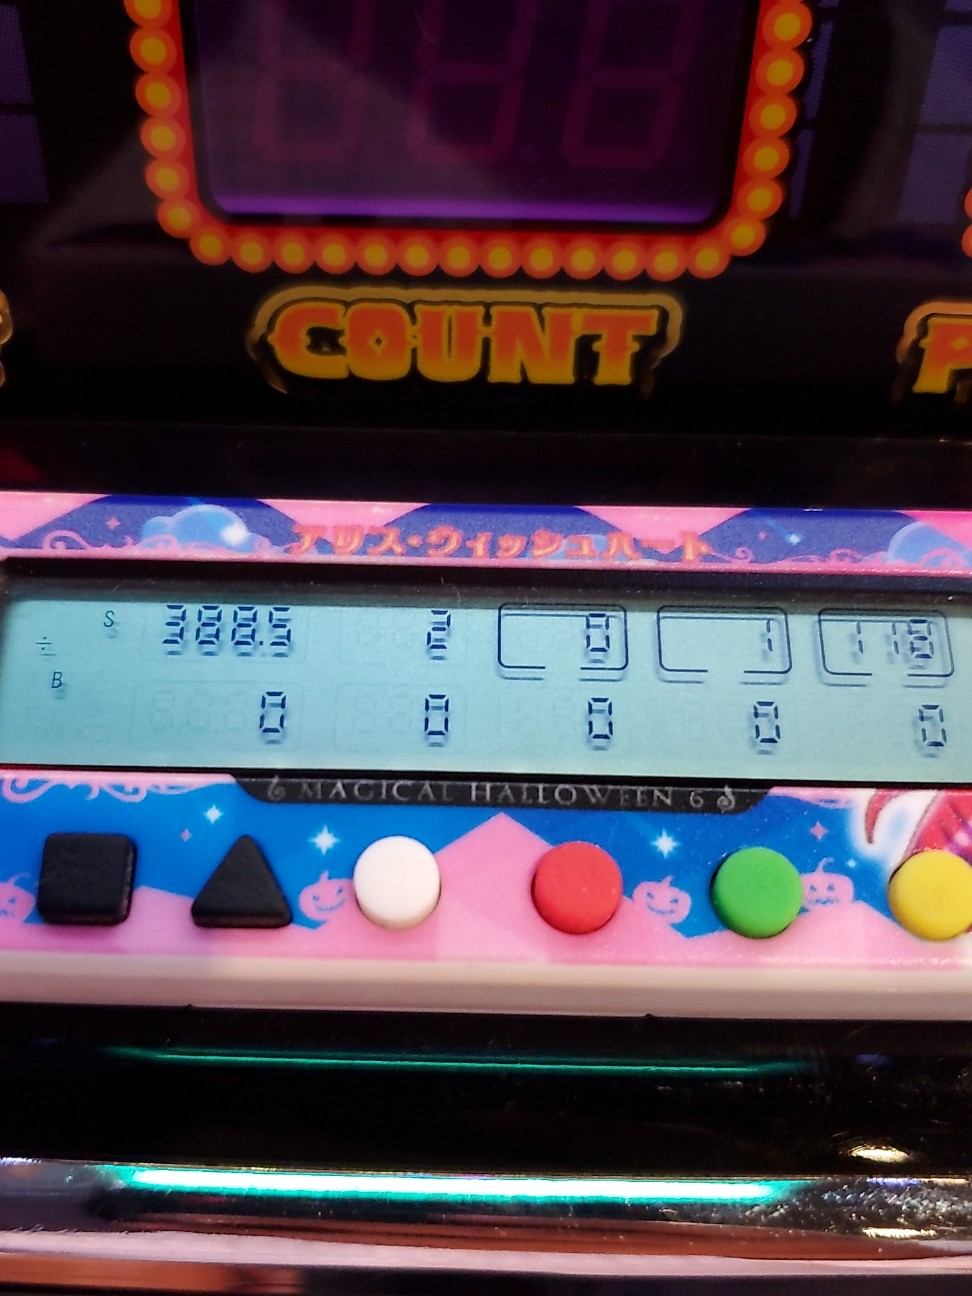 COUNT
P
アリス・ウィッシュハート
S 388.5 2 0 1 118
÷
B 0 0 0 0 0
MAGICAL HALLOWEEN 6